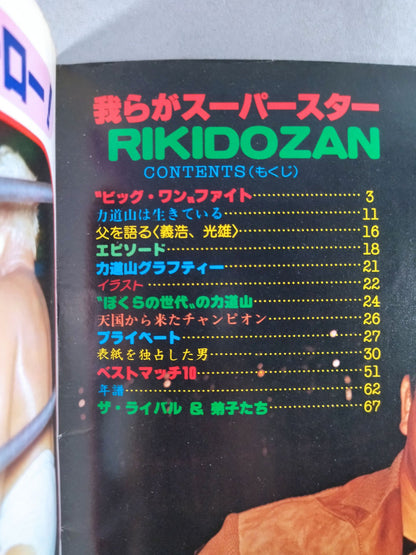 ロー
我らがスーパースター
RIKIDOZAN
CONTENTS(もくじ)
〝ビッグ・ワン〟ファイト 3
力道山は生きている 11
父を語る〈義浩、光雄〉 16
エピソード 18
力道山グラフティー 21
イラスト 22
〝ぼくらの世代〟の力道山 24
天国から来たチャンピオン 26
プライベート 27
表紙を独占した男 30
ベストマッチ10 51
年譜 62
ザ・ライバル & 弟子たち 67